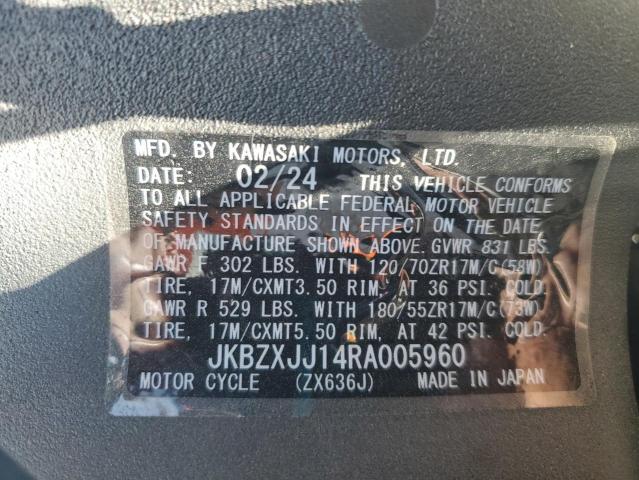 MFD. BY KAWASAKI MOTORS, LTD.
DATE: 02/24 THIS VEHICLE CONFORMS
TO ALL APPLICABLE FEDERAL MOTOR VEHICLE
SAFETY STANDARDS IN EFFECT ON THE DATE
OF MANUFACTURE SHOWN ABOVE. GVWR 831 LBS.
GAWR F 302 LBS. WITH 120/70ZR17M/C(58W)
TIRE, 17M/CXMT3.50 RIM, AT 36 PSI. COLD.
GAWR R 529 LBS. WITH 180/55ZR17M/C(73W)
TIRE, 17M/CXMT5.50 RIM, AT 42 PSI. COLD.
JKBZXJJ14RA005960
MOTOR CYCLE (ZX636J) MADE IN JAPAN